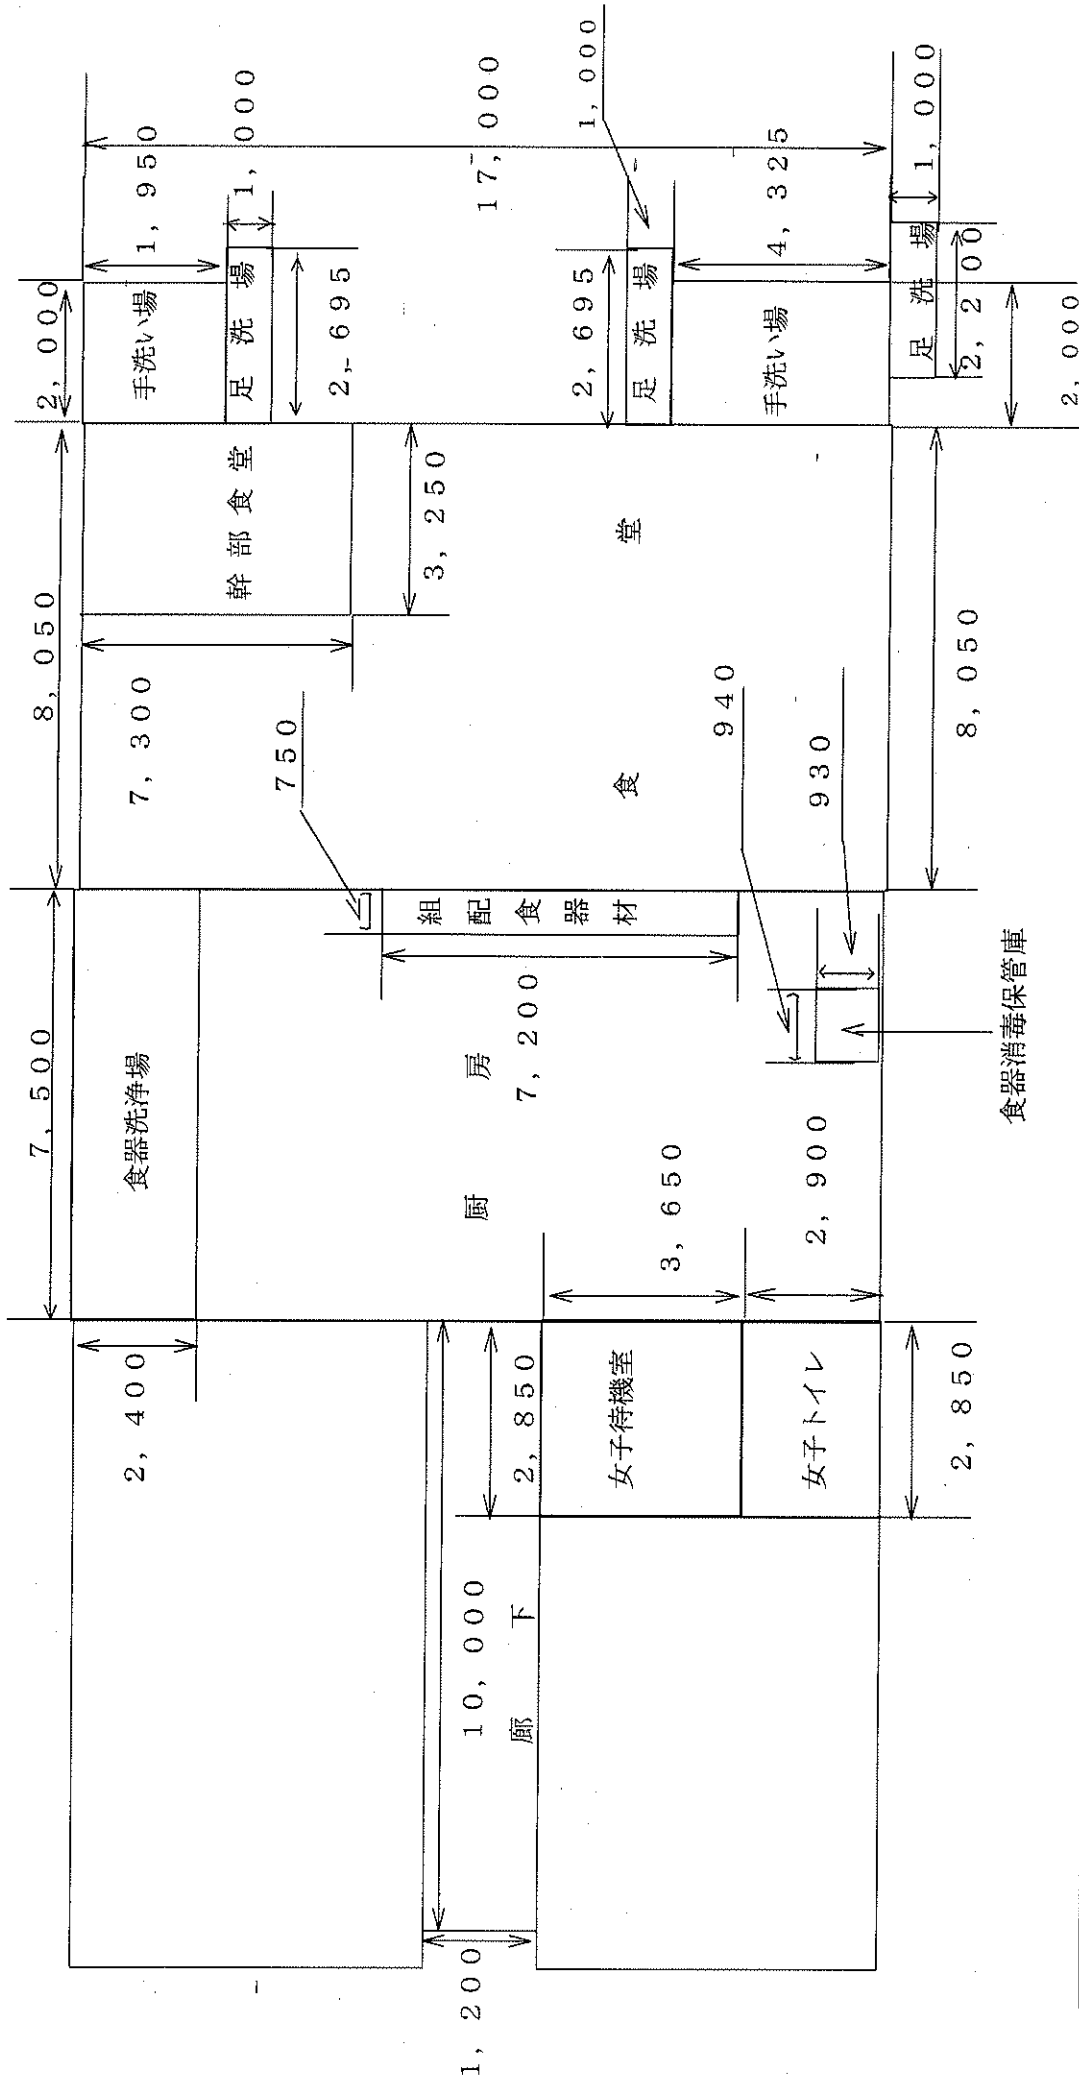 2,000
1,950
1,000
手洗い場
足洗場
2,695
17,000
1,000
2,695
足洗場
手洗い場
4,325
足洗場
1,000
2,200
2,000
8,050
幹部食堂
3,250
7,300
食堂
750
940
930
8,050
7,500
食器洗浄場
組配食器材
7,200
厨房
3,650
2,900
食器消毒保管庫
2,400
2,850
女子待機室
女子トイレ
2,850
10,000
廊下
1,200